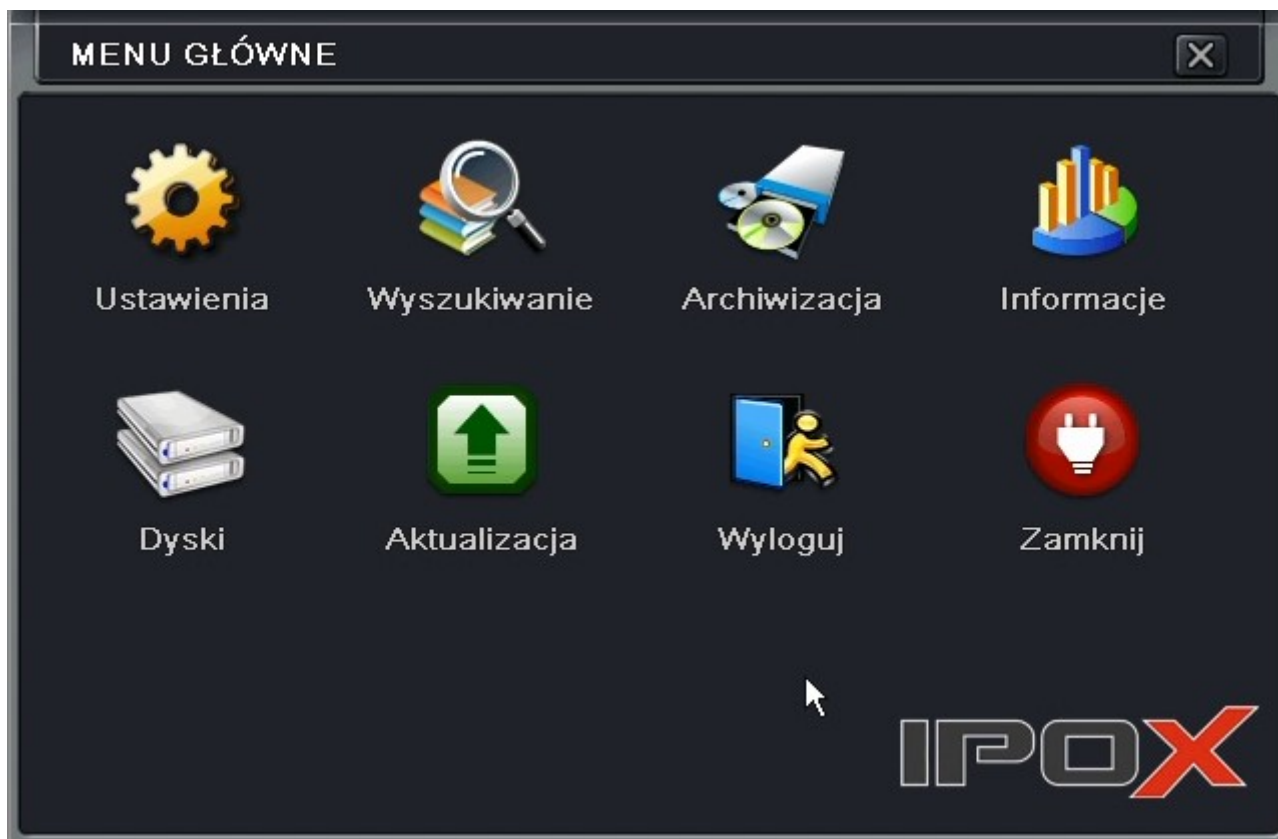 MENU GŁÓWNE
Ustawienia Wyszukiwanie Archiwizacja Informacje
Dyski Aktualizacja Wyloguj Zamknij
IPOX